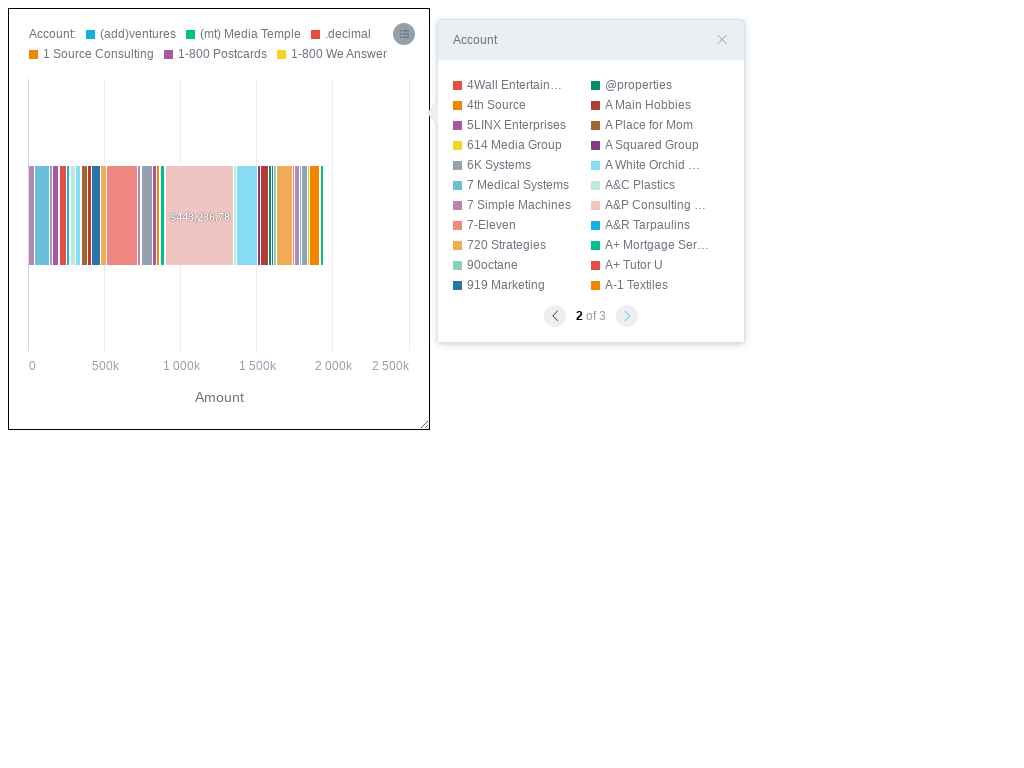 Account: (add)ventures (mt) Media Temple .decimal
1 Source Consulting 1-800 Postcards 1-800 We Answer
$443,236.78
0 500k 1 000k 1 500k 2 000k 2 500k
Amount
Account
4Wall Entertain… @properties
4th Source A Main Hobbies
5LINX Enterprises A Place for Mom
614 Media Group A Squared Group
6K Systems A White Orchid …
7 Medical Systems A&C Plastics
7 Simple Machines A&P Consulting …
7-Eleven A&R Tarpaulins
720 Strategies A+ Mortgage Ser…
90octane A+ Tutor U
919 Marketing A-1 Textiles
2 of 3